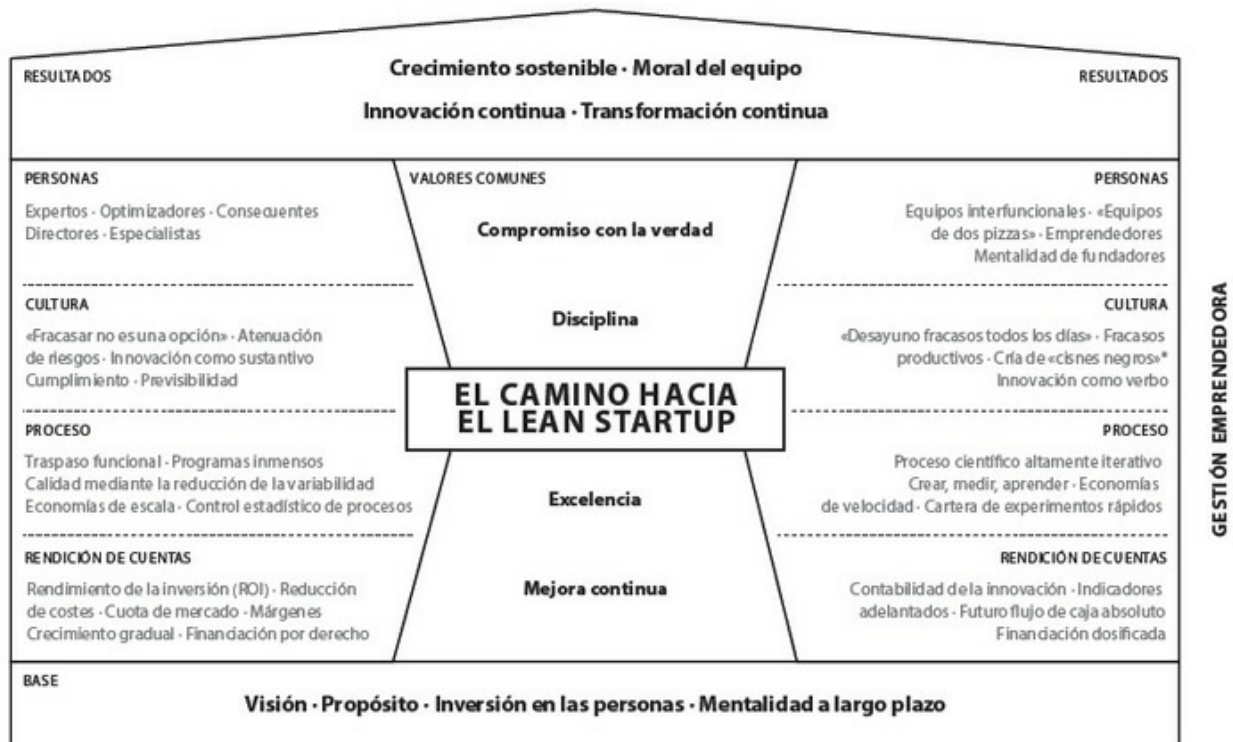 RESULTADOS
Crecimiento sostenible · Moral del equipo
RESULTADOS
Innovación continua · Transformación continua
PERSONAS
Expertos · Optimizadores · Consecuentes
Directores · Especialistas
CULTURA
«Fracasar no es una opción» · Atenuación
de riesgos · Innovación como sustantivo
Cumplimiento · Previsibilidad
PROCESO
Traspaso funcional · Programas inmensos
Calidad mediante la reducción de la variabilidad
Economías de escala · Control estadístico de procesos
RENDICIÓN DE CUENTAS
Rendimiento de la inversión (ROI) · Reducción
de costes · Cuota de mercado · Márgenes
Crecimiento gradual · Financiación por derecho
VALORES COMUNES
Compromiso con la verdad
Disciplina
EL CAMINO HACIA
EL LEAN STARTUP
Excelencia
Mejora continua
PERSONAS
Equipos interfuncionales · «Equipos
de dos pizzas» · Emprendedores
Mentalidad de fundadores
CULTURA
«Desayuno fracasos todos los días» · Fracasos
productivos · Cría de «cisnes negros»*
Innovación como verbo
PROCESO
Proceso científico altamente iterativo
Crear, medir, aprender · Economías
de velocidad · Cartera de experimentos rápidos
RENDICIÓN DE CUENTAS
Contabilidad de la innovación · Indicadores
adelantados · Futuro flujo de caja absoluto
Financiación dosificada
GESTIÓN EMPRENDEDORA
BASE
Visión · Propósito · Inversión en las personas · Mentalidad a largo plazo